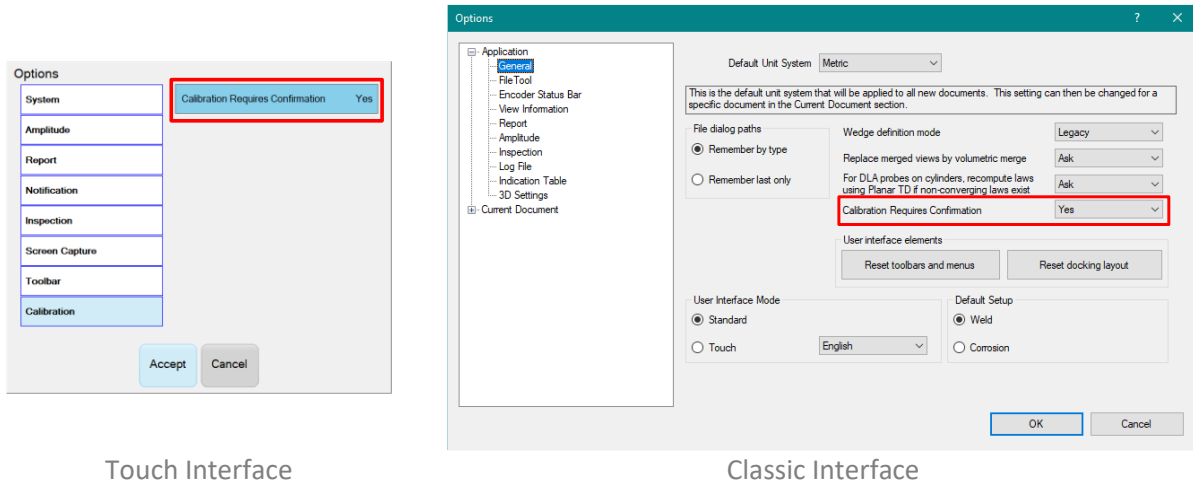 Options
System
Amplitude
Report
Notification
Inspection
Screen Capture
Toolbar
Calibration
Calibration Requires Confirmation Yes
Accept Cancel
Touch Interface
Options ? ×
Application
General
FileTool
Encoder Status Bar
View Information
Report
Amplitude
Inspection
Log File
Indication Table
3D Settings
Current Document
Default Unit System Metric
This is the default unit system that will be applied to all new documents. This setting can then be changed for a
specific document in the Current Document section.
File dialog paths
Remember by type
Remember last only
Wedge definition mode Legacy
Replace merged views by volumetric merge Ask
For DLA probes on cylinders, recompute laws
using Planar TD if non-converging laws exist Ask
Calibration Requires Confirmation Yes
User interface elements
Reset toolbars and menus Reset docking layout
User Interface Mode
Standard
Touch English
Default Setup
Weld
Corrosion
OK Cancel
Classic Interface